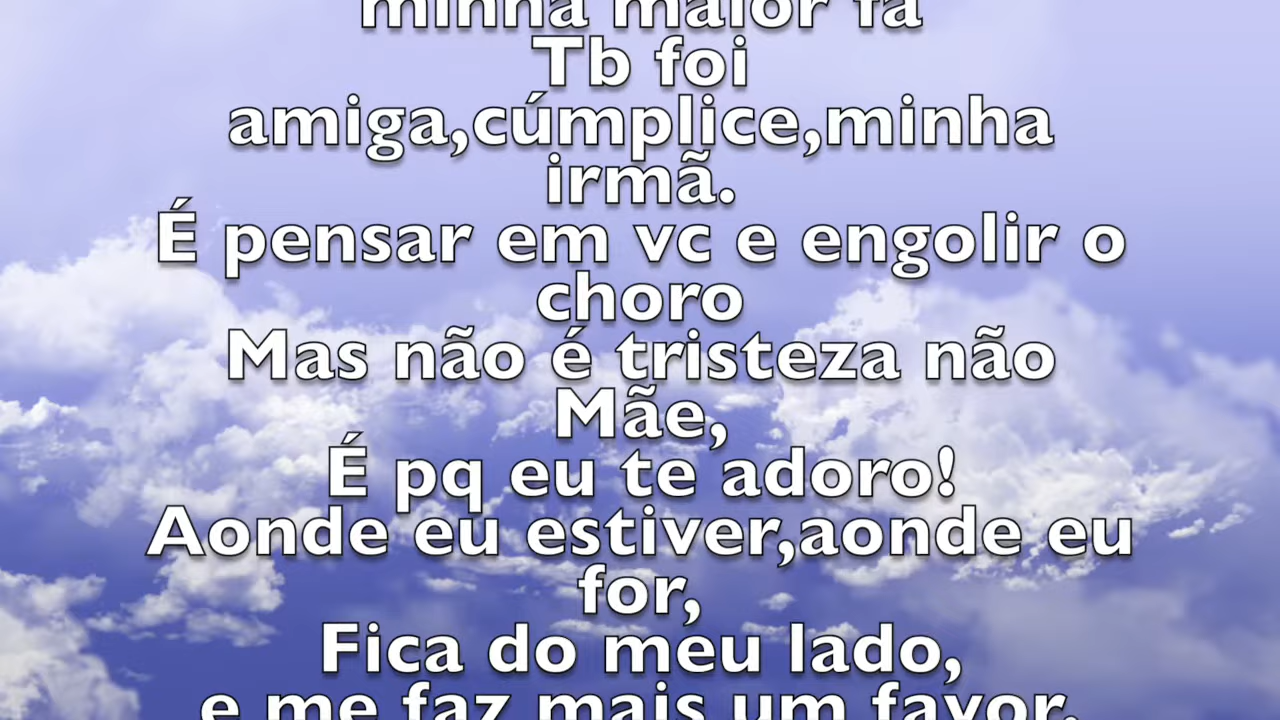 minha maior fã
Tb foi
amiga,cúmplice,minha
irmã.
É pensar em vc e engolir o
choro
Mas não é tristeza não
Mãe,
É pq eu te adoro!
Aonde eu estiver,aonde eu
for,
Fica do meu lado,
e me faz mais um favor.